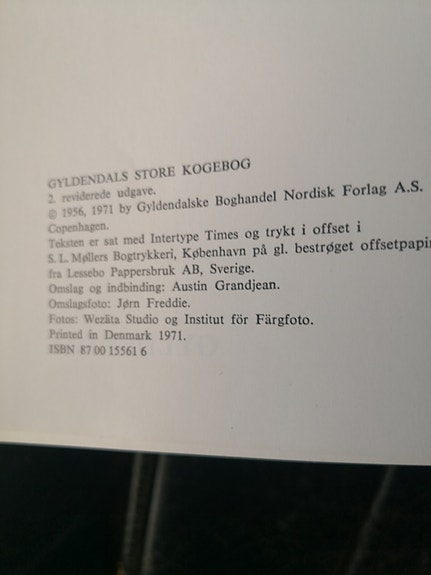 GYLDENDALS STORE KOGEBOG
2. reviderede udgave.
© 1956, 1971 by Gyldendalske Boghandel Nordisk Forlag A.S.
Copenhagen.
Teksten er sat med Intertype Times og trykt i offset i
S. L. Møllers Bogtrykkeri, København på gl. bestrøget offsetpapi
fra Lessebo Pappersbruk AB, Sverige.
Omslag og indbinding: Austin Grandjean.
Omslagsfoto: Jørn Freddie.
Fotos: Wezäta Studio og Institut för Färgfoto.
Printed in Denmark 1971.
ISBN 87 00 15561 6